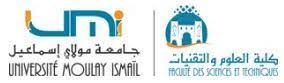 umi
جامعة مولاي إسماعيل
UNIVERSITÉ MOULAY ISMAÏL
كلية العلوم والتقنيات
FACULTÉ DES SCIENCES ET TECHNIQUES